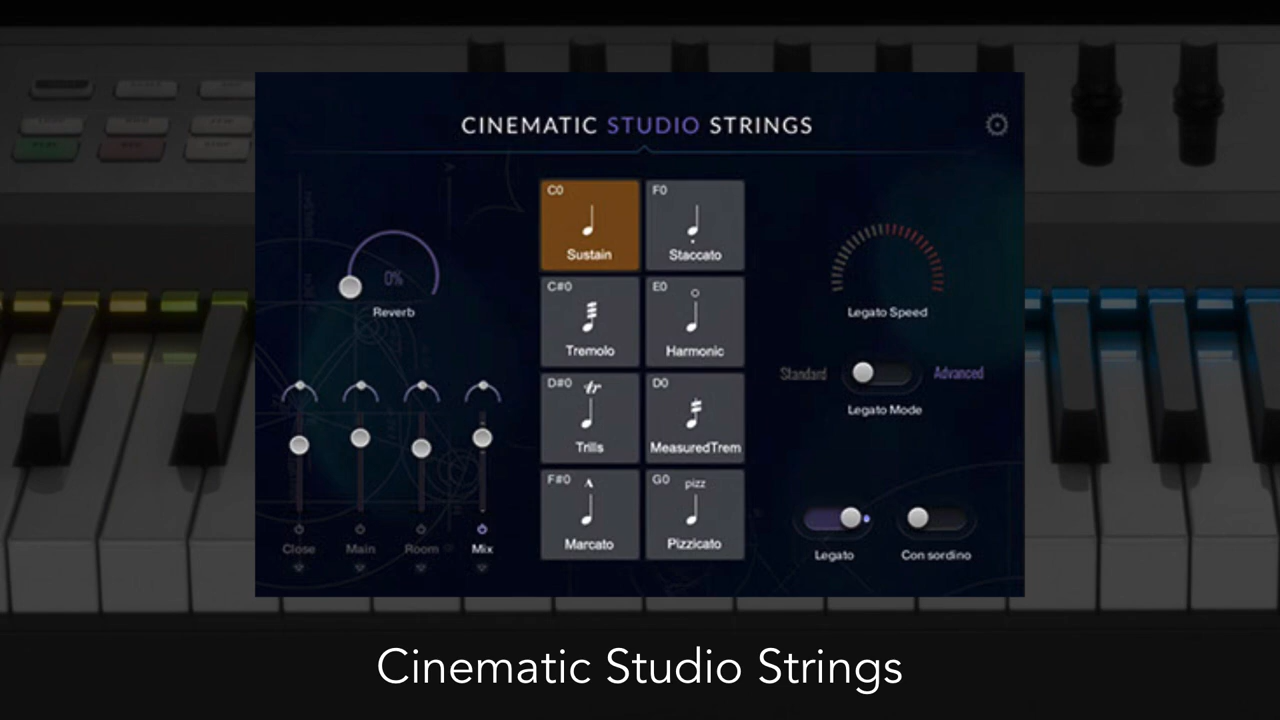 CINEMATIC STUDIO STRINGS
C0
Sustain
F0
Staccato
C#0
Tremolo
E0
Harmonic
D#0
tr
Trills
D0
MeasuredTrem
F#0
Marcato
G0
pizz
Pizzicato
0%
Reverb
Close
Main
Room
Mix
Legato Speed
Standard
Advanced
Legato Mode
Legato
Con sordino
Cinematic Studio Strings